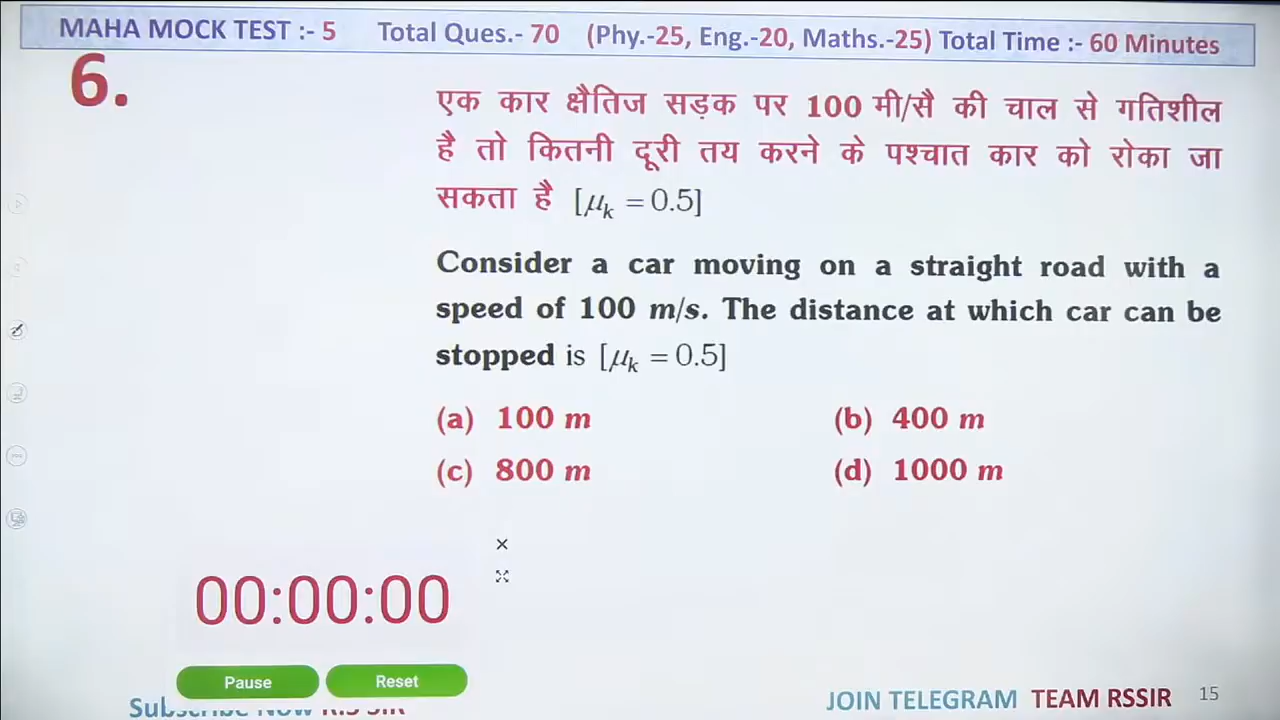 MAHA MOCK TEST :- 5 Total Ques.- 70 (Phy.-25, Eng.-20, Maths.-25) Total Time :- 60 Minutes
6.
एक कार क्षैतिज सड़क पर 100 मी/सै की चाल से गतिशील
है तो कितनी दूरी तय करने के पश्चात कार को रोका जा
सकता है [μk = 0.5]
Consider a car moving on a straight road with a
speed of 100 m/s. The distance at which car can be
stopped is [μk = 0.5]
(a) 100 m (b) 400 m
(c) 800 m (d) 1000 m
00:00:00
Pause Reset
Subscribe Now R.S SIR
JOIN TELEGRAM TEAM RSSIR 15